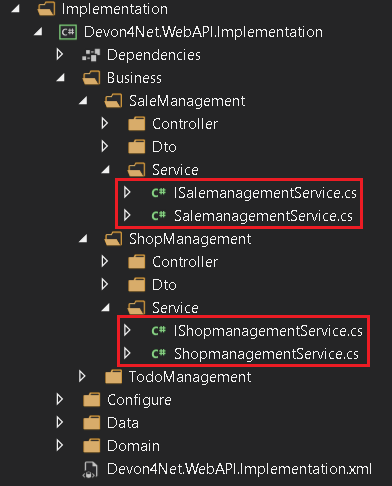 Implementation
C# Devon4Net.WebAPI.Implementation
Dependencies
Business
SaleManagement
Controller
Dto
Service
C# ISalemanagementService.cs
C# SalemanagementService.cs
ShopManagement
Controller
Dto
Service
C# IShopmanagementService.cs
C# ShopmanagementService.cs
TodoManagement
Configure
Data
Domain
Devon4Net.WebAPI.Implementation.xml